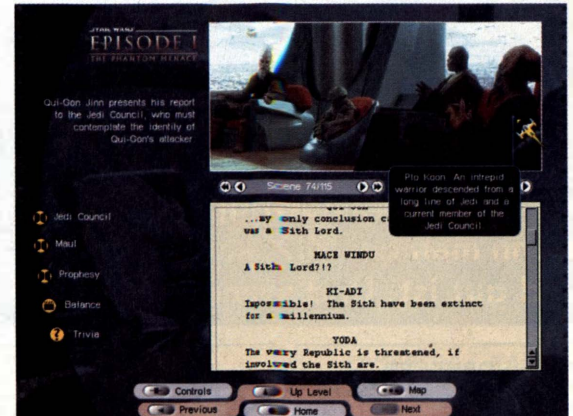 STAR WARS
EPISODE I
THE PHANTOM MENACE
Qui-Gon Jinn presents his report
to the Jedi Council, who must
contemplate the identity of
Qui-Gon's attacker
Jedi Council
Maul
Prophesy
Balance
Trivia
Scene 74/115
Plo Koon: An intrepid
warrior descended from a
long line of Jedi and a
current member of the
Jedi Council.
...my only conclusion
was a Sith Lord.
MACE WINDU
A Sith Lord?!?
KI-ADI
Impossible! The Sith have been extinct
for a millennium.
YODA
The very Republic is threatened, if
involved the Sith are.
Controls
Up Level
Map
Previous
Home
Next